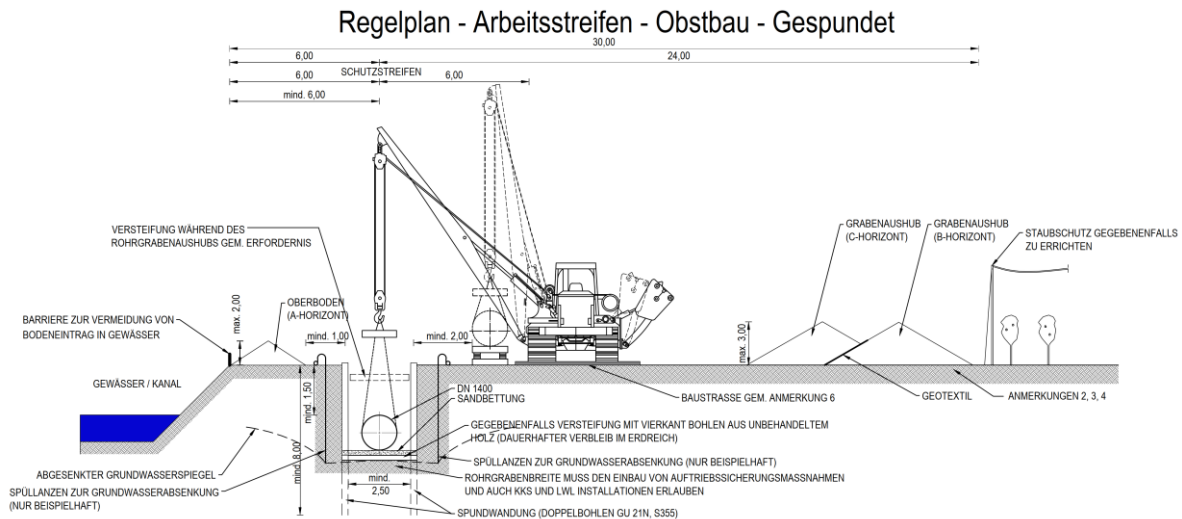 Regelplan - Arbeitsstreifen - Obstbau - Gespundet
30,00
6,00
24,00
SCHUTZSTREIFEN
6,00
6,00
mind. 6,00
VERSTEIFUNG WÄHREND DES
ROHRGRABENAUSHUBS GEM. ERFORDERNIS
GRABENAUSHUB
(C-HORIZONT)
GRABENAUSHUB
(B-HORIZONT)
STAUBSCHUTZ GEGEBENENFALLS
ZU ERRICHTEN
OBERBODEN
(A-HORIZONT)
max. 2,00
BARRIERE ZUR VERMEIDUNG VON
BODENEINTRAG IN GEWÄSSER
mind. 1,00
mind. 2,00
max. 3,00
GEWÄSSER / KANAL
mind. 1,50
DN 1400
SANDBETTUNG
BAUSTRASSE GEM. ANMERKUNG 6
GEOTEXTIL
ANMERKUNGEN 2, 3, 4
GEGEBENENFALLS VERSTEIFUNG MIT VIERKANT BOHLEN AUS UNBEHANDELTEM
HOLZ (DAUERHAFTER VERBLEIB IM ERDREICH)
mind. 8,00
ABGESENKTER GRUNDWASSERSPIEGEL
SPÜLLANZEN ZUR GRUNDWASSERABSENKUNG (NUR BEISPIELHAFT)
SPÜLLANZEN ZUR GRUNDWASSERABSENKUNG
(NUR BEISPIELHAFT)
mind.
2,50
ROHRGRABENBREITE MUSS DEN EINBAU VON AUFTRIEBSSICHERUNGSMASSNAHMEN
UND AUCH KKS UND LWL INSTALLATIONEN ERLAUBEN
SPUNDWANDUNG (DOPPELBOHLEN GU 21N, S355)